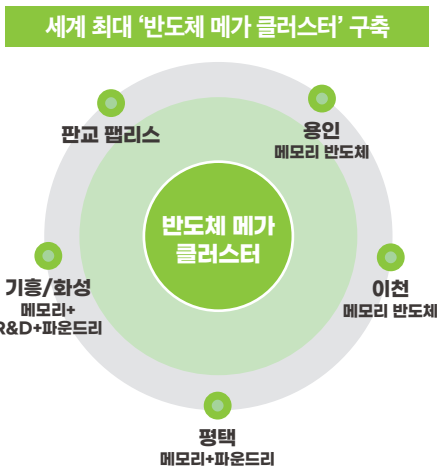 세계 최대 ‘반도체 메가 클러스터’ 구축
판교 팹리스
용인
메모리 반도체
반도체 메가
클러스터
기흥/화성
메모리+
R&D+파운드리
이천
메모리 반도체
평택
메모리+파운드리